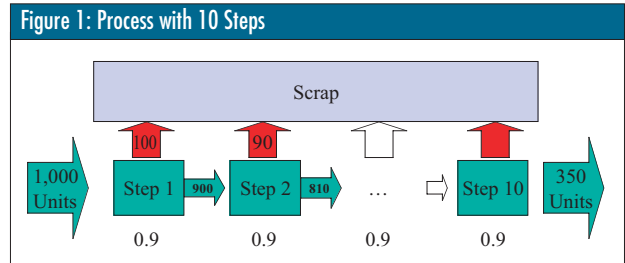 Figure 1: Process with 10 Steps
Scrap
100
90
1,000
Units
Step 1
900
Step 2
810
...
Step 10
350
Units
0.9
0.9
0.9
0.9